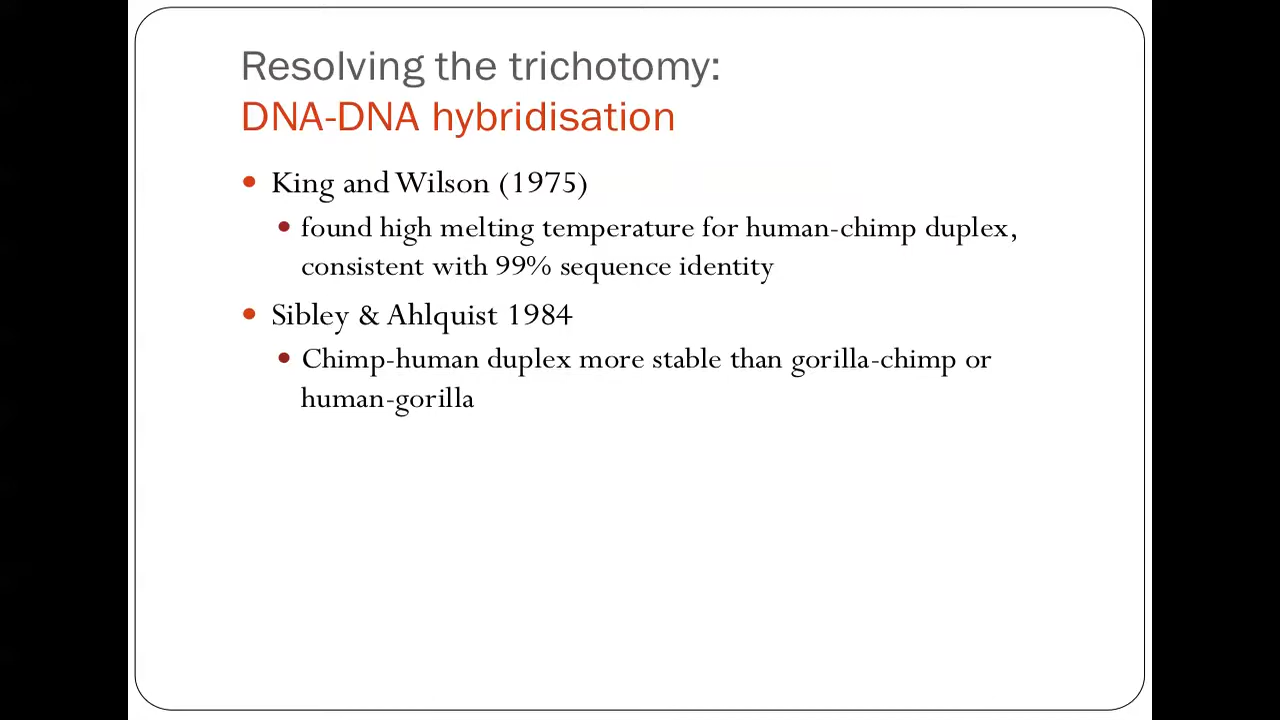 Resolving the trichotomy:
DNA-DNA hybridisation
• King and Wilson (1975)
• found high melting temperature for human-chimp duplex,
consistent with 99% sequence identity
• Sibley & Ahlquist 1984
• Chimp-human duplex more stable than gorilla-chimp or
human-gorilla